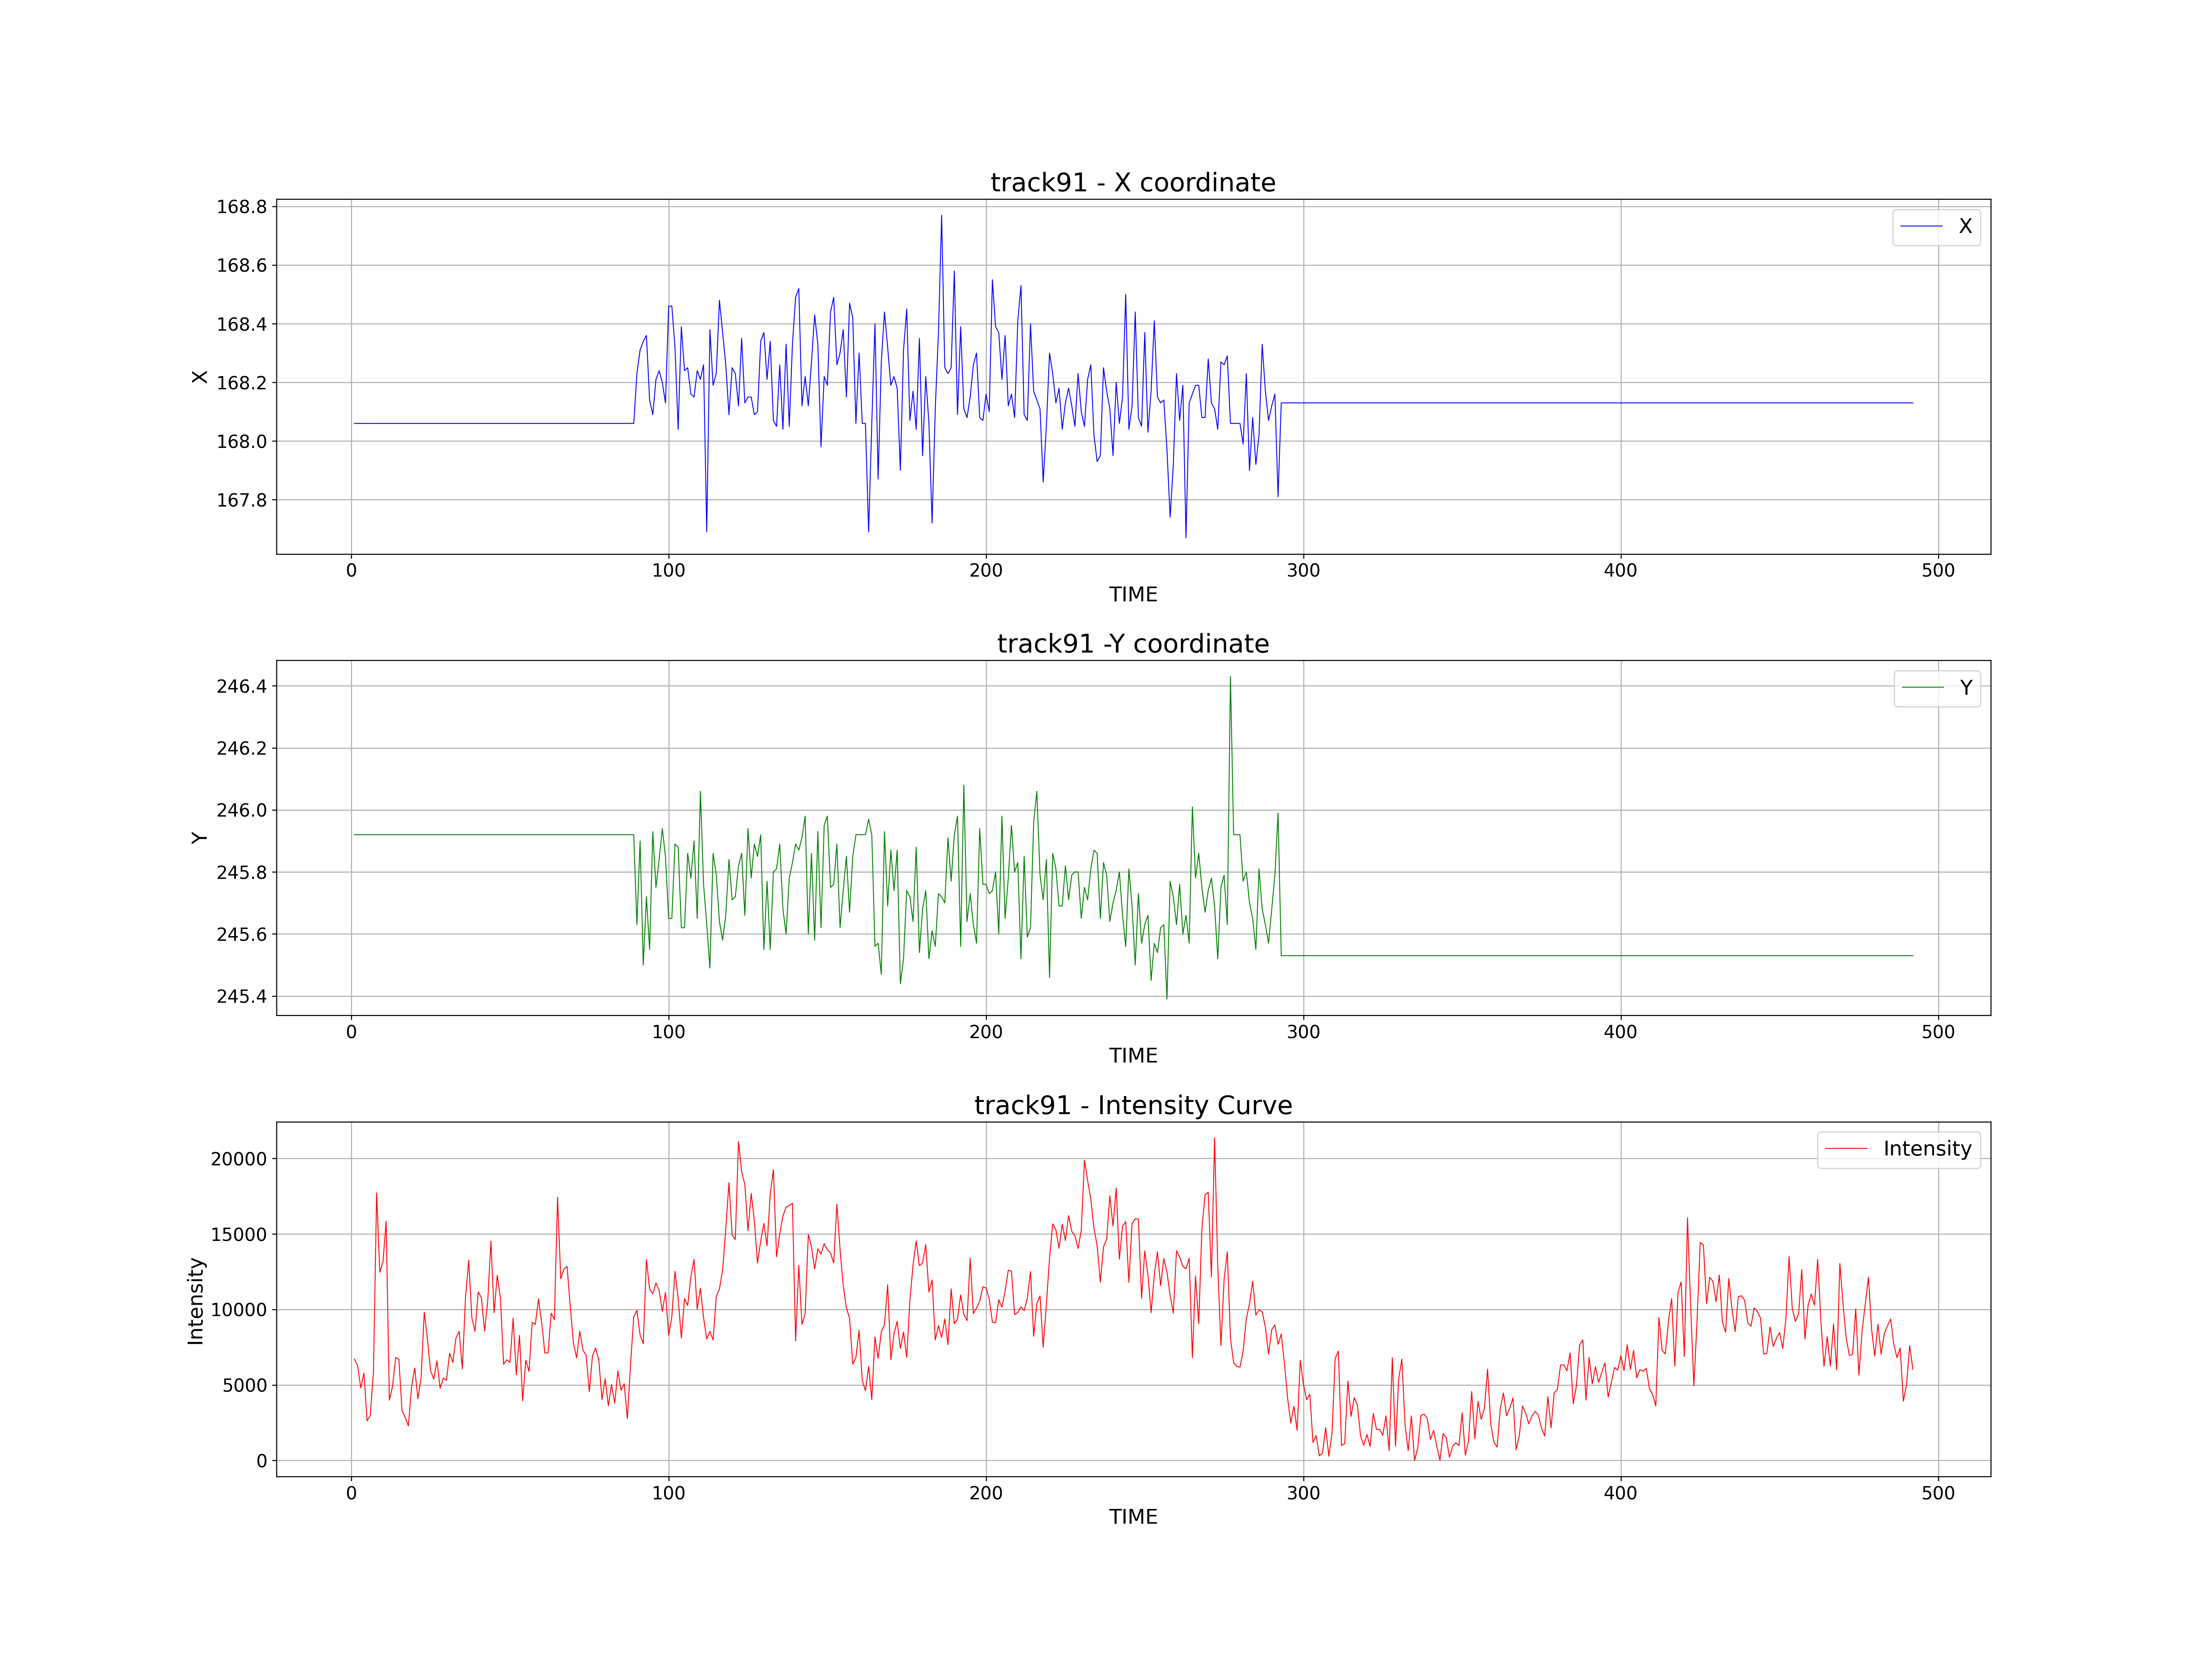 track91 - X coordinate
168.8
168.6
168.4
168.2
168.0
167.8
X
X
0 100 200 300 400 500
TIME
track91 -Y coordinate
246.4
246.2
246.0
245.8
245.6
245.4
Y
Y
0 100 200 300 400 500
TIME
track91 - Intensity Curve
20000
15000
10000
5000
0
Intensity
Intensity
0 100 200 300 400 500
TIME